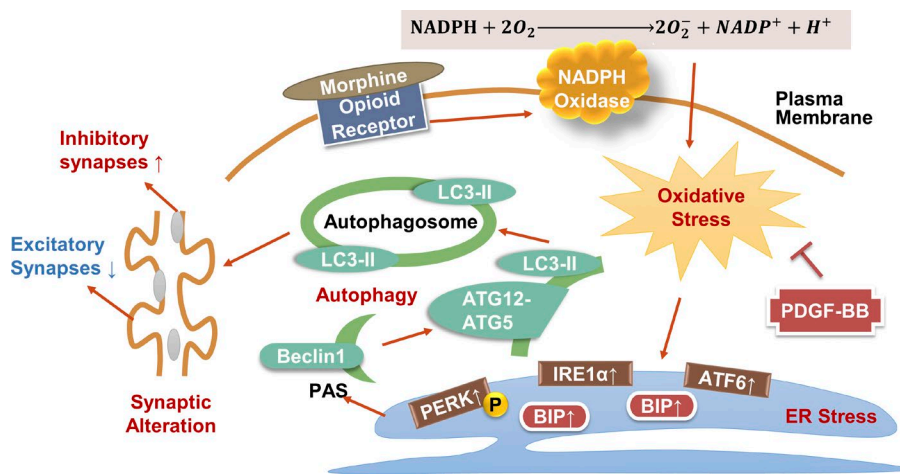 NADPH + 2O₂ ⟶ 2O₂⁻ + NADP⁺ + H⁺
Morphine
Opioid
Receptor
NADPH
Oxidase
Plasma
Membrane
Inhibitory
synapses ↑
Excitatory
Synapses ↓
LC3-II
Autophagosome
LC3-II
Autophagy
LC3-II
ATG12-
ATG5
Oxidative
Stress
PDGF-BB
Beclin1
PAS
Synaptic
Alteration
PERK↑
P
IRE1α↑
ATF6↑
BIP↑
BIP↑
ER Stress